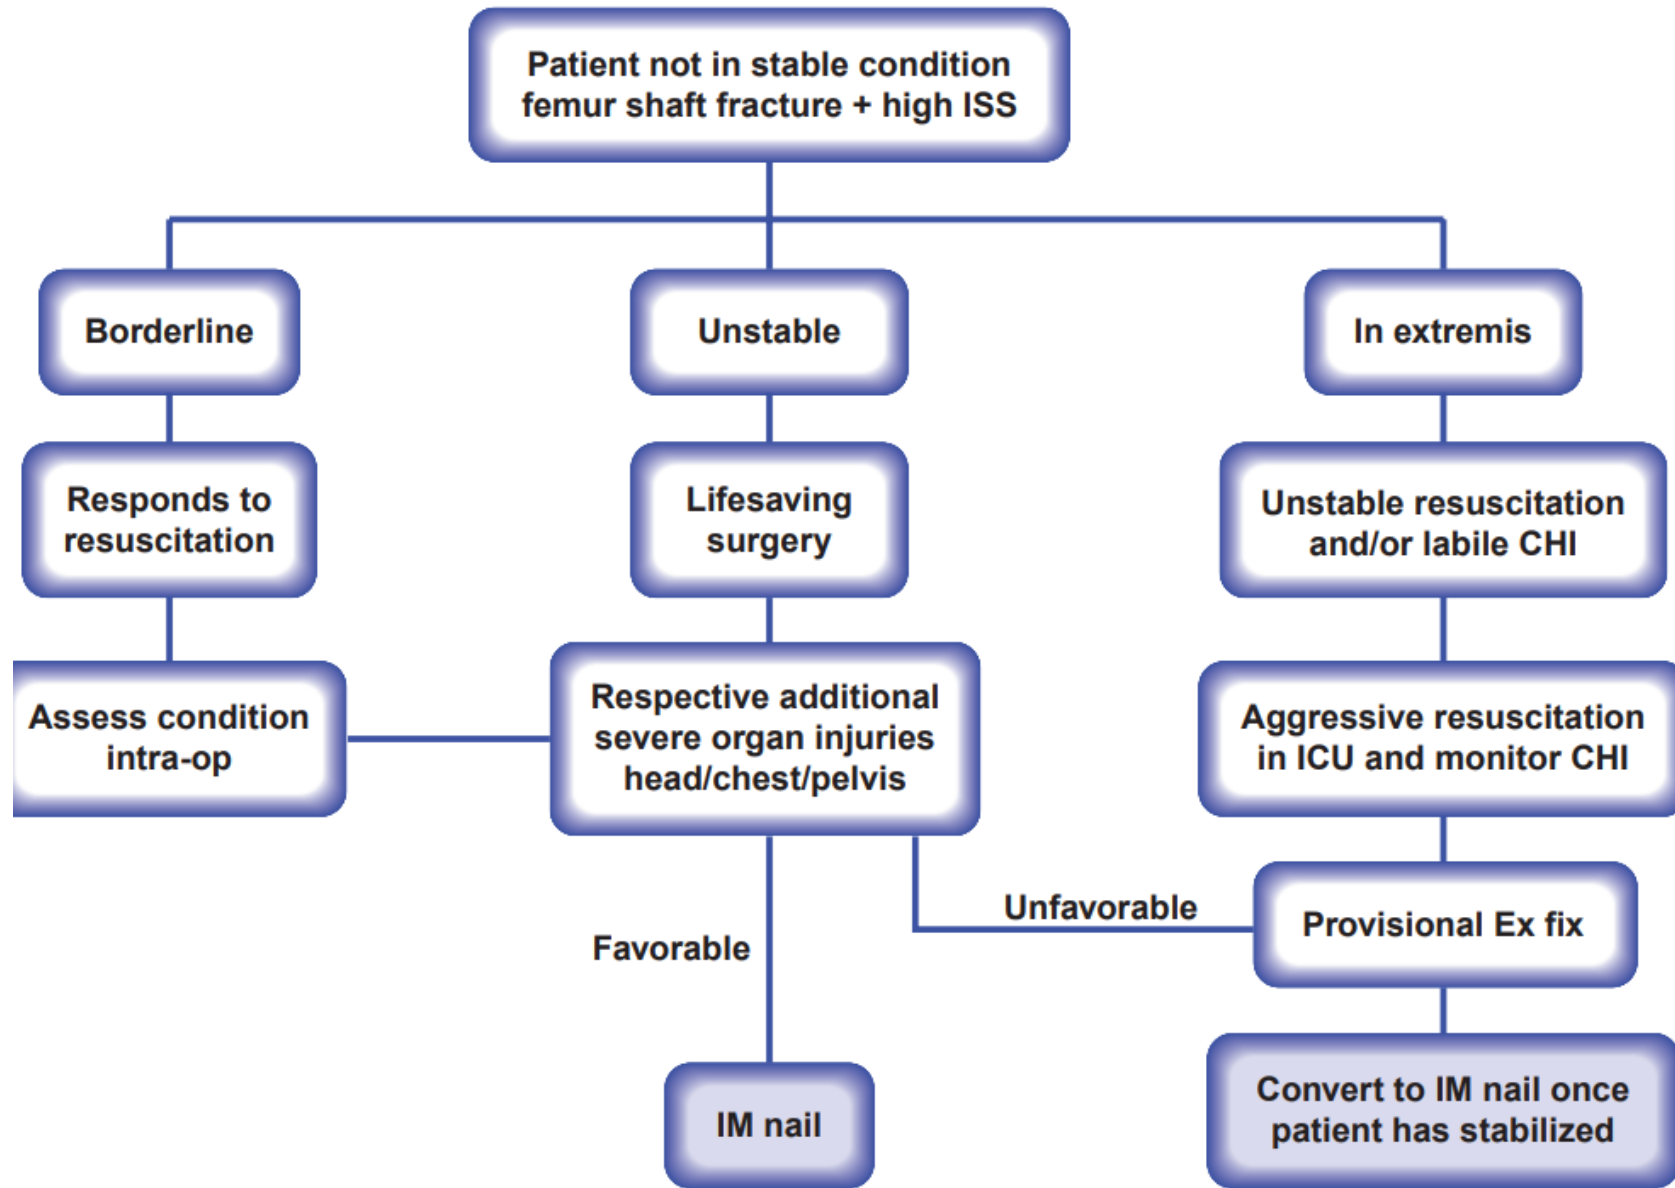 Patient not in stable condition
femur shaft fracture + high ISS
Borderline
Unstable
In extremis
Responds to
resuscitation
Lifesaving
surgery
Unstable resuscitation
and/or labile CHI
Assess condition
intra-op
Respective additional
severe organ injuries
head/chest/pelvis
Aggressive resuscitation
in ICU and monitor CHI
Favorable
Unfavorable
Provisional Ex fix
IM nail
Convert to IM nail once
patient has stabilized